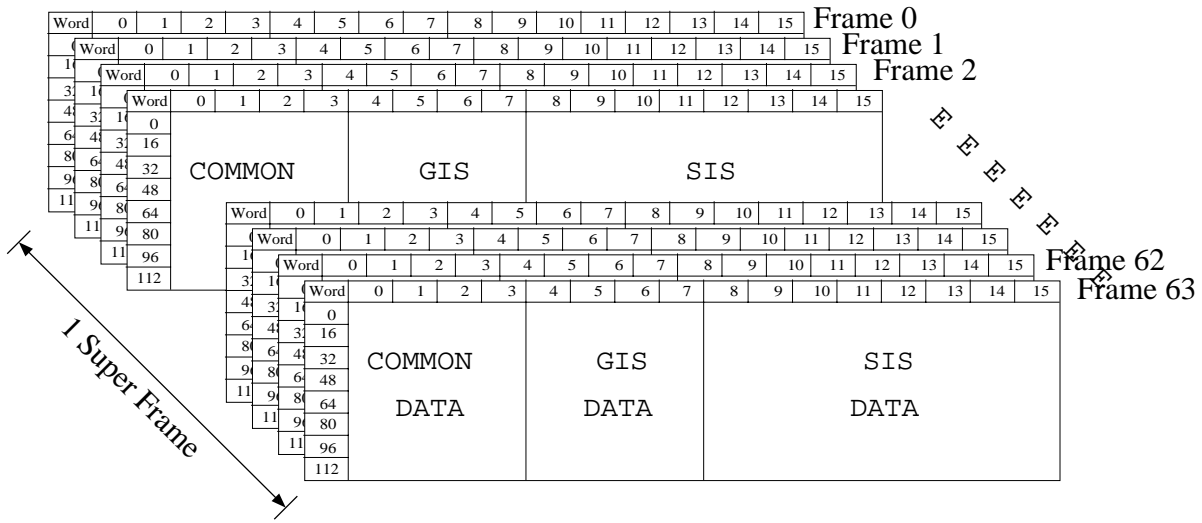 Word 0 1 2 3 4 5 6 7 8 9 10 11 12 13 14 15 Frame 0
Word 0 1 2 3 4 5 6 7 8 9 10 11 12 13 14 15 Frame 1
Word 0 1 2 3 4 5 6 7 8 9 10 11 12 13 14 15 Frame 2
Word 0 1 2 3 4 5 6 7 8 9 10 11 12 13 14 15
0
16
32
48
64
80
96
112
COMMON GIS SIS
E E E E E E E E
Word 0 1 2 3 4 5 6 7 8 9 10 11 12 13 14 15
Word 0 1 2 3 4 5 6 7 8 9 10 11 12 13 14 15
Word 0 1 2 3 4 5 6 7 8 9 10 11 12 13 14 15 Frame 62
Word 0 1 2 3 4 5 6 7 8 9 10 11 12 13 14 15 Frame 63
0
16
32
48
64
80
96
112
COMMON GIS SIS
DATA DATA DATA
1 Super Frame